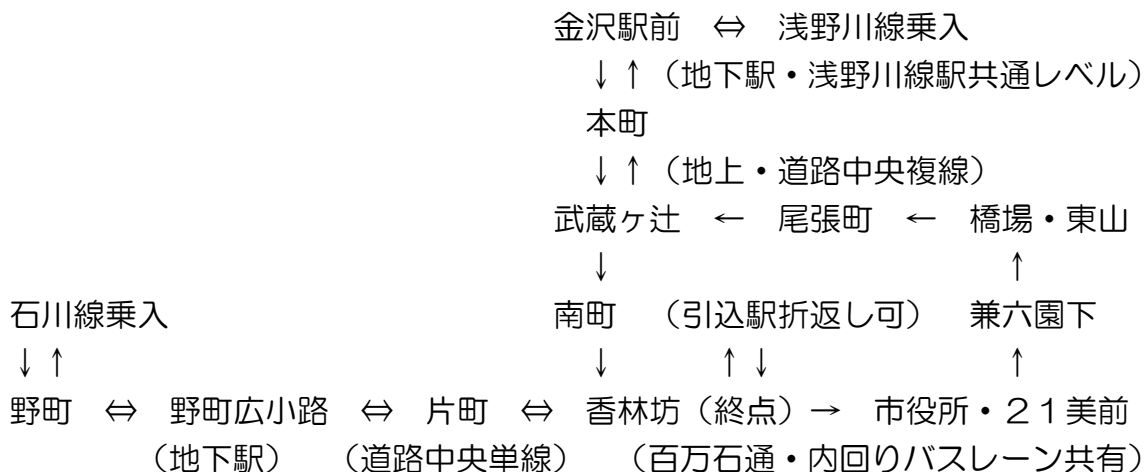 金沢駅前 ⇔ 浅野川線乗入
↓↑（地下駅・浅野川線駅共通レベル）
本町
↓↑（地上・道路中央複線）
武蔵ヶ辻 ← 尾張町 ← 橋場・東山
↓ ↑
石川線乗入 南町 （引込駅折返し可） 兼六園下
↓↑ ↓ ↑↓ ↑
野町 ⇔ 野町広小路 ⇔ 片町 ⇔ 香林坊（終点）→ 市役所・２１美前
（地下駅） （道路中央単線） （百万石通・内回りバスレーン共有）